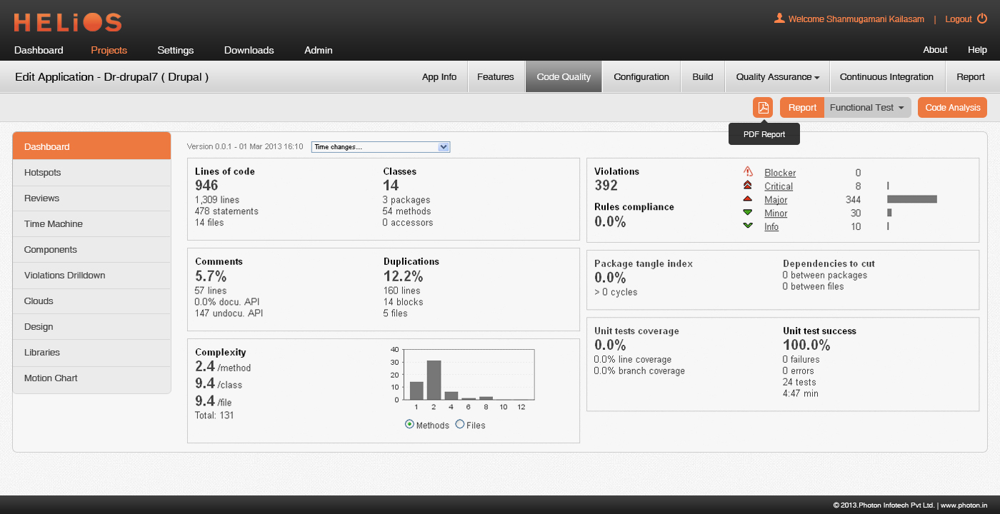 HELiOS
Welcome Shanmugamani Kailasam | Logout
Dashboard Projects Settings Downloads Admin
About Help
Edit Application - Dr-drupal7 ( Drupal )
App Info Features Code Quality Configuration Build Quality Assurance Continuous Integration Report
Report Functional Test Code Analysis
PDF Report
Dashboard
Hotspots
Reviews
Time Machine
Components
Violations Drilldown
Clouds
Design
Libraries
Motion Chart
Version 0.0.1 - 01 Mar 2013 16:10 Time changes...
Lines of code
946
1,309 lines
478 statements
14 files
Classes
14
3 packages
54 methods
0 accessors
Comments
5.7%
57 lines
0.0% docu. API
147 undocu. API
Duplications
12.2%
160 lines
14 blocks
5 files
Complexity
2.4 /method
9.4 /class
9.4 /file
Total: 131
40
30
20
10
0
1 2 4 6 8 10 12
Methods Files
Violations
392
Rules compliance
0.0%
Blocker 0
Critical 8
Major 344
Minor 30
Info 10
Package tangle index
0.0%
> 0 cycles
Dependencies to cut
0 between packages
0 between files
Unit tests coverage
0.0%
0.0% line coverage
0.0% branch coverage
Unit test success
100.0%
0 failures
0 errors
24 tests
4:47 min
© 2013.Photon Infotech Pvt Ltd. | www.photon.in